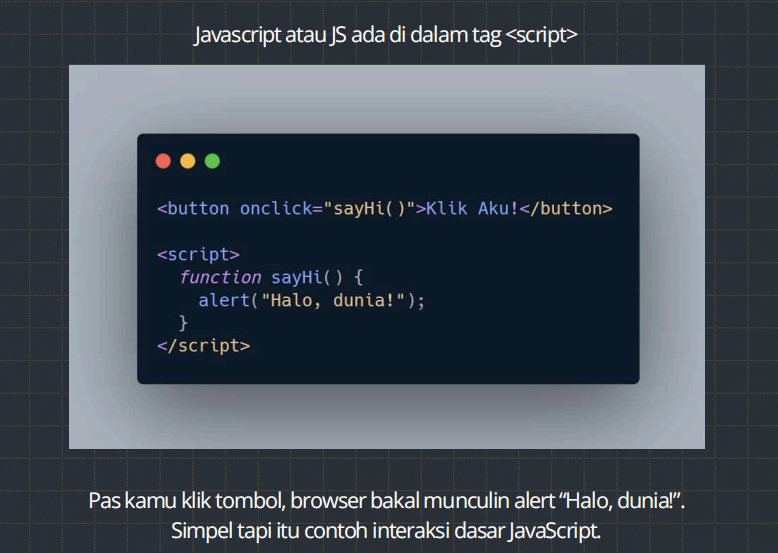 Javascript atau JS ada di dalam tag <script>
<button onclick="sayHi()">Klik Aku!</button>
<script>
function sayHi() {
alert("Halo, dunia!");
}
</script>
Pas kamu klik tombol, browser bakal munculin alert “Halo, dunia!”.
Simpel tapi itu contoh interaksi dasar JavaScript.